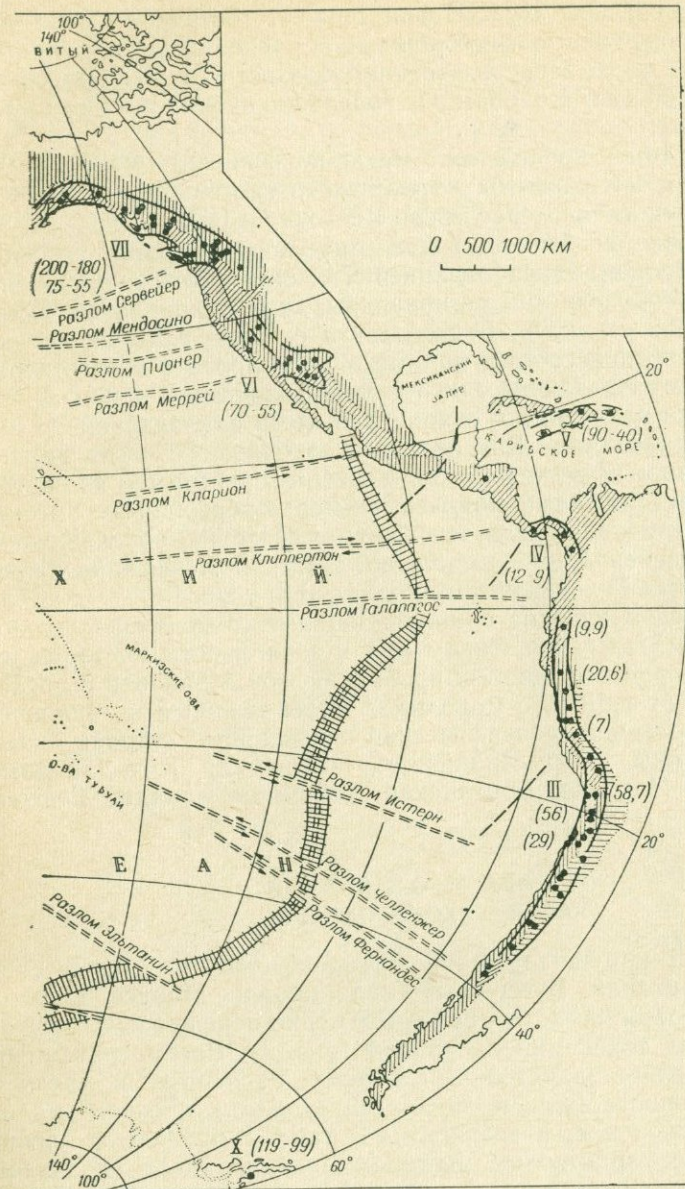 100°
140°
ВИТЫЙ
0 500 1000 км
VII
(200-180)
75-55
Разлом Сервейер
Разлом Мендосино
Разлом Пионер
Разлом Меррей
VI
(70-55)
МЕКСИКАНСКИЙ
ЗАЛИВ
20°
V
(90-40)
КАРИБСКОЕ МОРЕ
Разлом Кларион
Разлом Клиппертон
IV
(12-9)
Х И Й
Разлом Галапагос
(9,9)
МАРКИЗСКИЕ О-ВА
(20,6)
(7)
О-ВА ТУБУАИ
Разлом Истерн
III
(58,7)
(56)
(29)
20°
Е А Н
Разлом Челленжер
Разлом Фернандес
Разлом Эльтанин
40°
X (119-99)
60°
140°
100°